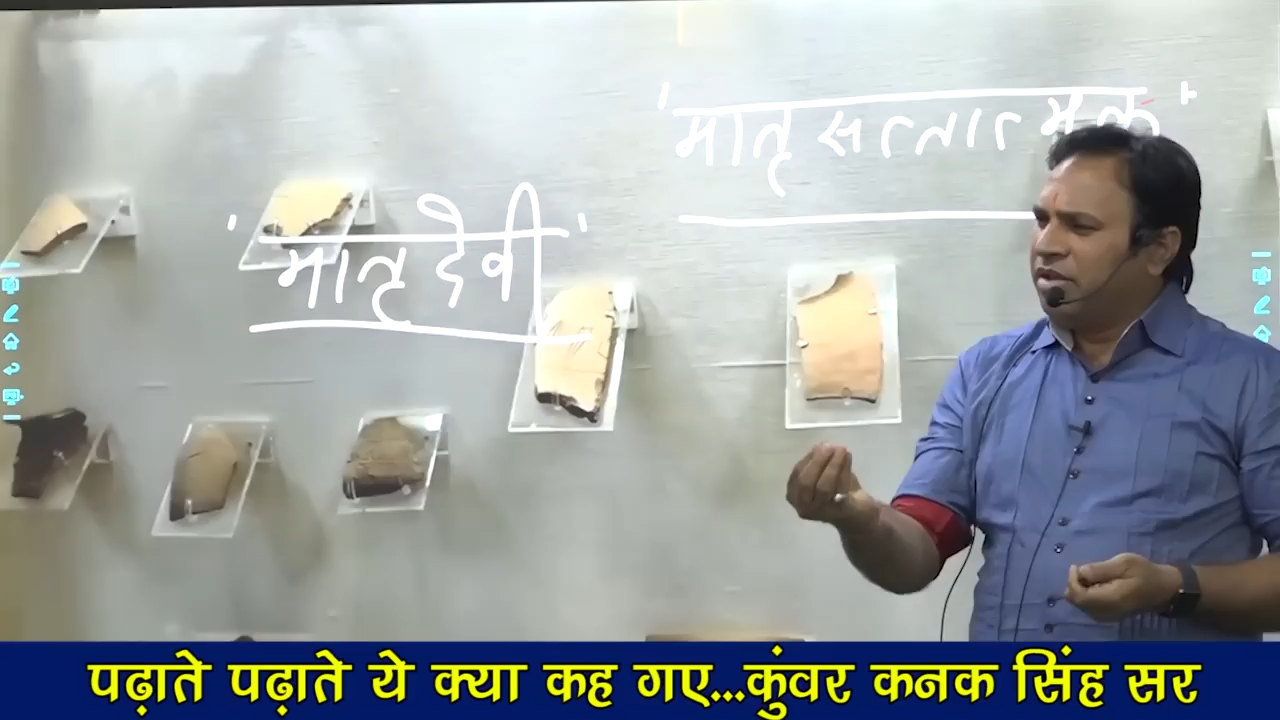 'मातृ सत्तात्मक'
'मातृ देवी'
पढ़ाते पढ़ाते ये क्या कह गए...कुंवर कनक सिंह सर